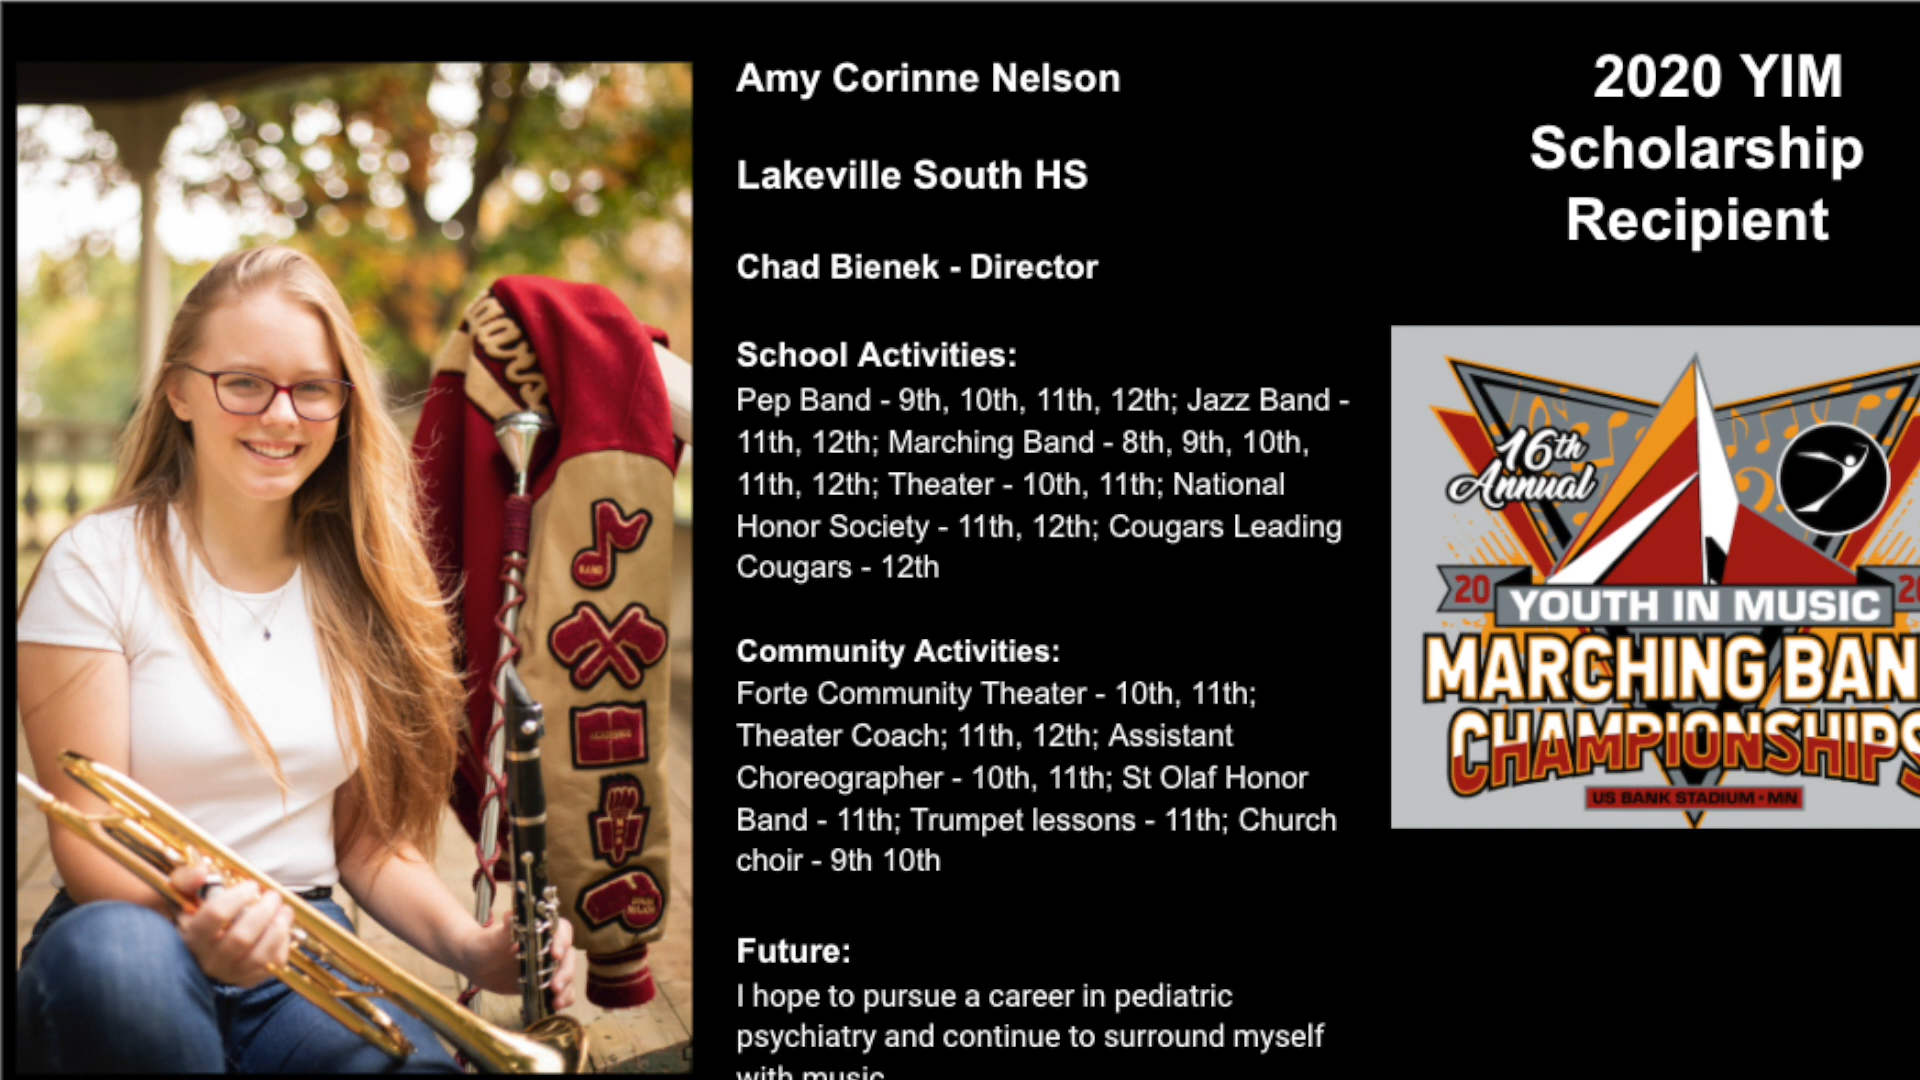 Amy Corinne Nelson
Lakeville South HS
Chad Bienek - Director
School Activities:
Pep Band - 9th, 10th, 11th, 12th; Jazz Band -
11th, 12th; Marching Band - 8th, 9th, 10th,
11th, 12th; Theater - 10th, 11th; National
Honor Society - 11th, 12th; Cougars Leading
Cougars - 12th
Community Activities:
Forte Community Theater - 10th, 11th;
Theater Coach; 11th, 12th; Assistant
Choreographer - 10th, 11th; St Olaf Honor
Band - 11th; Trumpet lessons - 11th; Church
choir - 9th 10th
Future:
I hope to pursue a career in pediatric
psychiatry and continue to surround myself
with music
2020 YIM
Scholarship
Recipient
16th
Annual
20 20
YOUTH IN MUSIC
MARCHING BAN
CHAMPIONSHIPS
US BANK STADIUM • MN
BAND